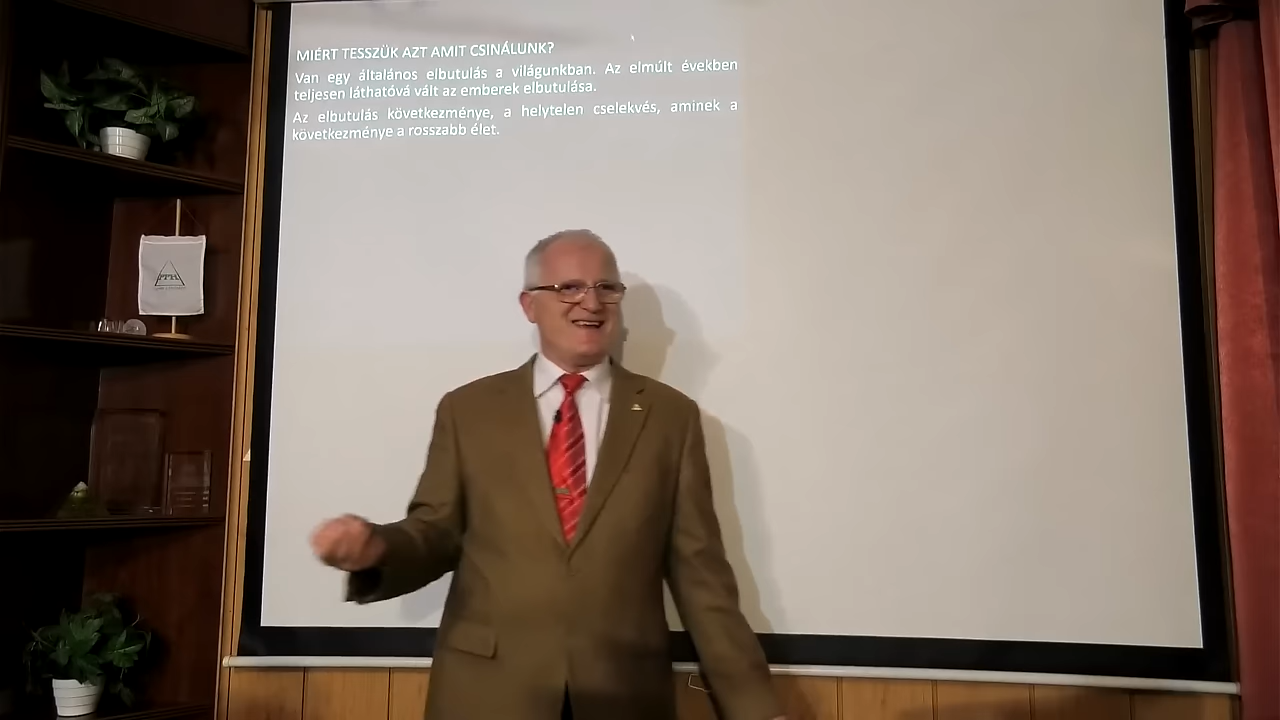 MIÉRT TESSZÜK AZT AMIT CSINÁLUNK?
Van egy általános elbutulás a világunkban. Az elmúlt években
teljesen láthatóvá vált az emberek elbutulása.
Az elbutulás következménye, a helytelen cselekvés, aminek a
következménye a rosszabb élet.